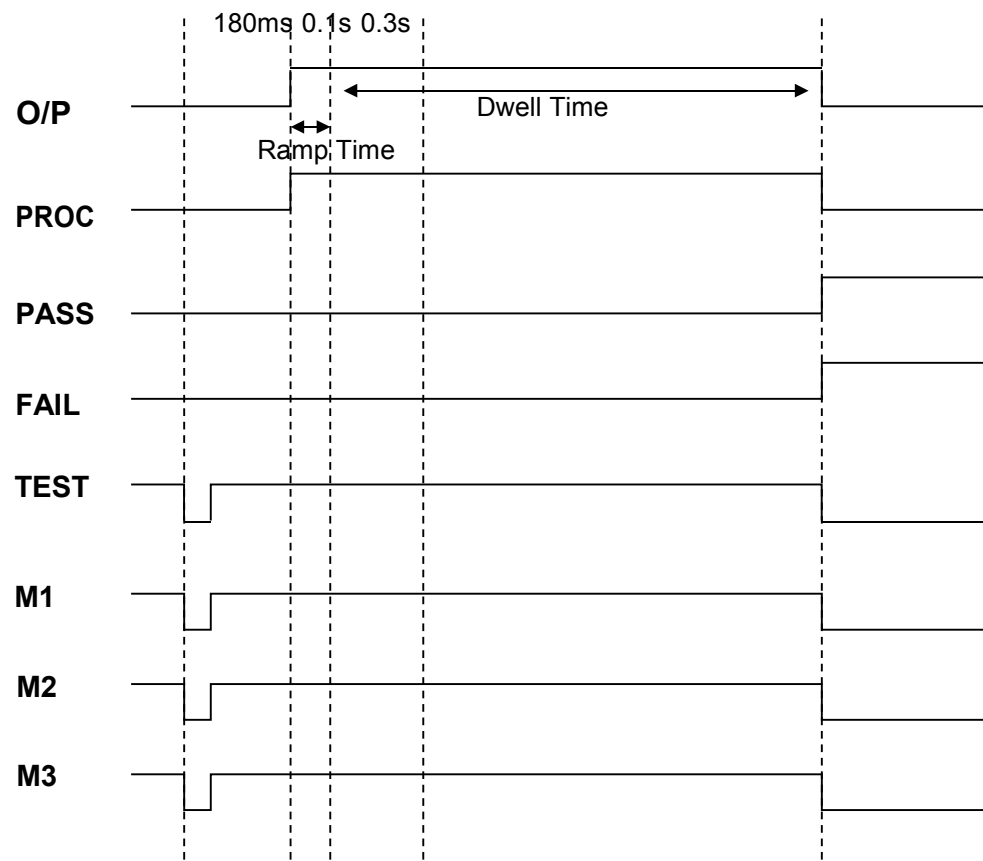 180ms 0.1s 0.3s
O/P
Dwell Time
Ramp Time
PROC
PASS
FAIL
TEST
M1
M2
M3